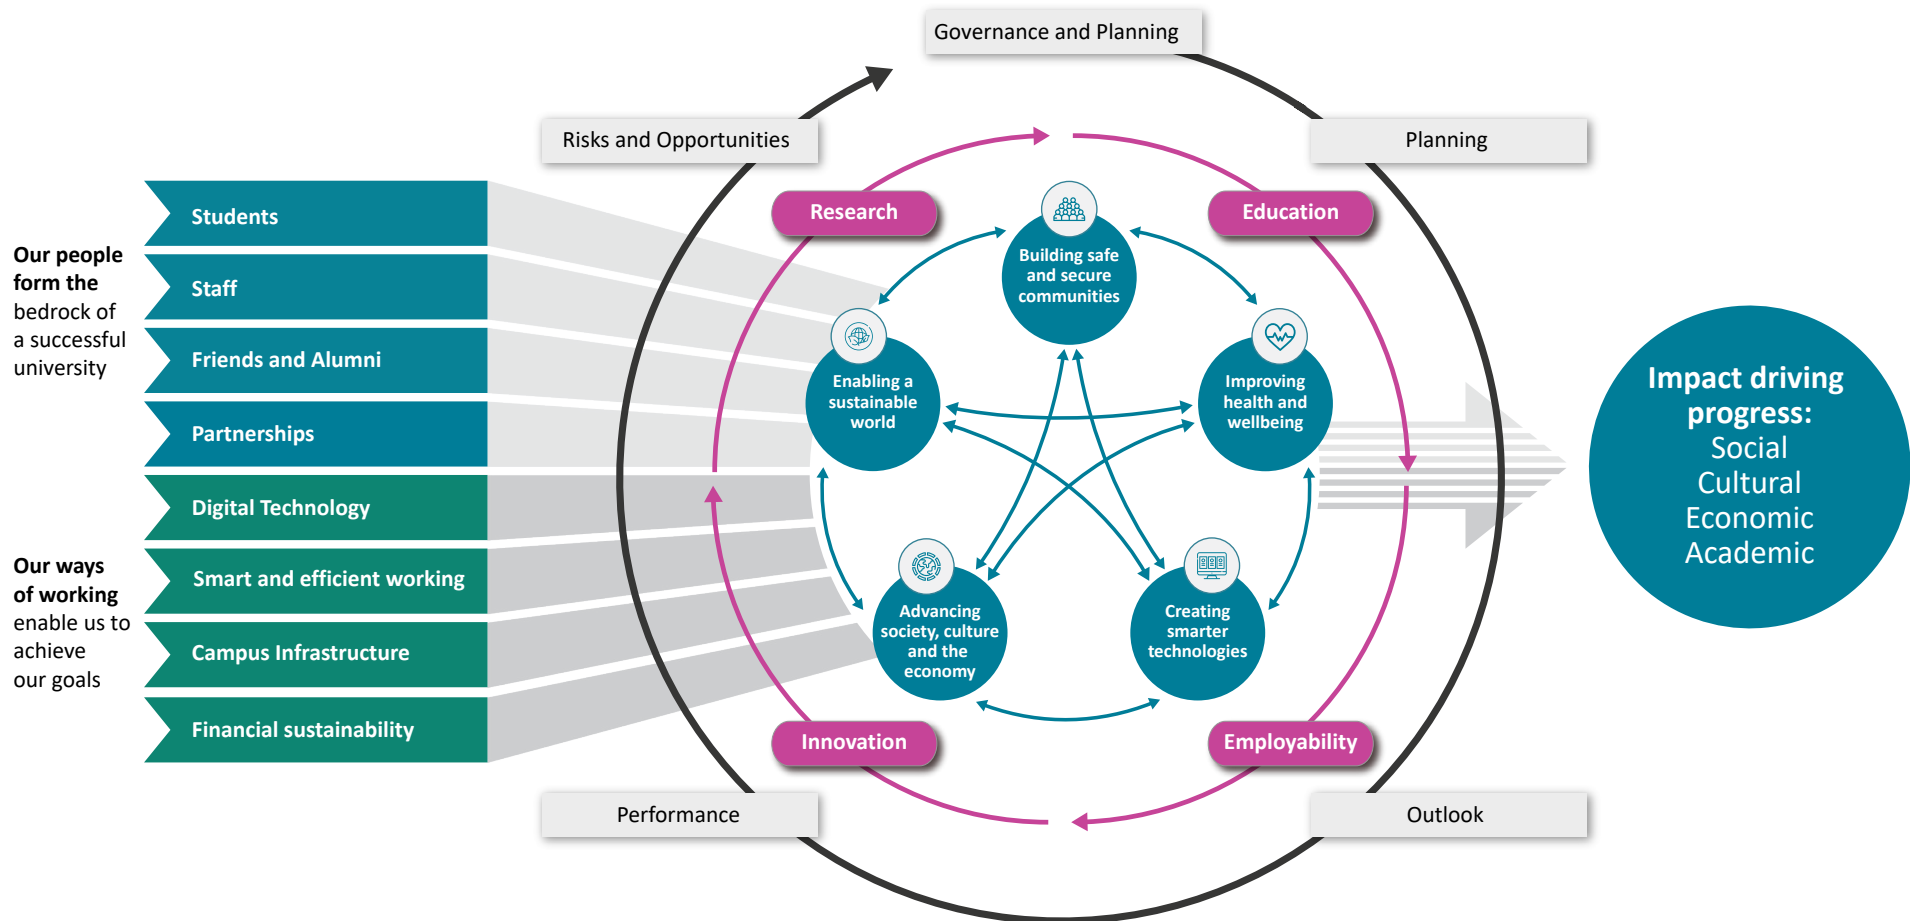 Governance and Planning
Risks and Opportunities
Planning
Our people
form the
bedrock of
a successful
university
Students
Staff
Friends and Alumni
Partnerships
Our ways
of working
enable us to
achieve
our goals
Digital Technology
Smart and efficient working
Campus Infrastructure
Financial sustainability
Research
Education
Building safe
and secure
communities
Enabling a
sustainable
world
Improving
health and
wellbeing
Advancing
society, culture
and the
economy
Creating
smarter
technologies
Innovation
Employability
Performance
Outlook
Impact driving
progress:
Social
Cultural
Economic
Academic